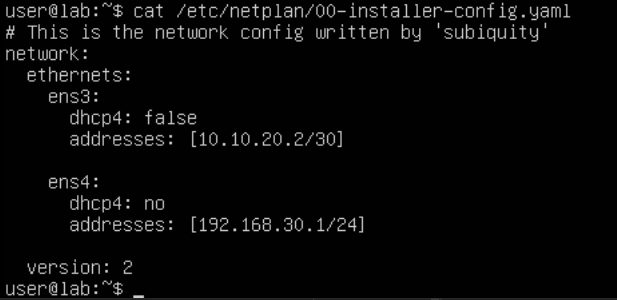 user@lab:~$ cat /etc/netplan/00-installer-config.yaml
# This is the network config written by 'subiquity'
network:
  ethernets:
    ens3:
      dhcp4: false
      addresses: [10.10.20.2/30]

    ens4:
      dhcp4: no
      addresses: [192.168.30.1/24]

  version: 2
user@lab:~$ _